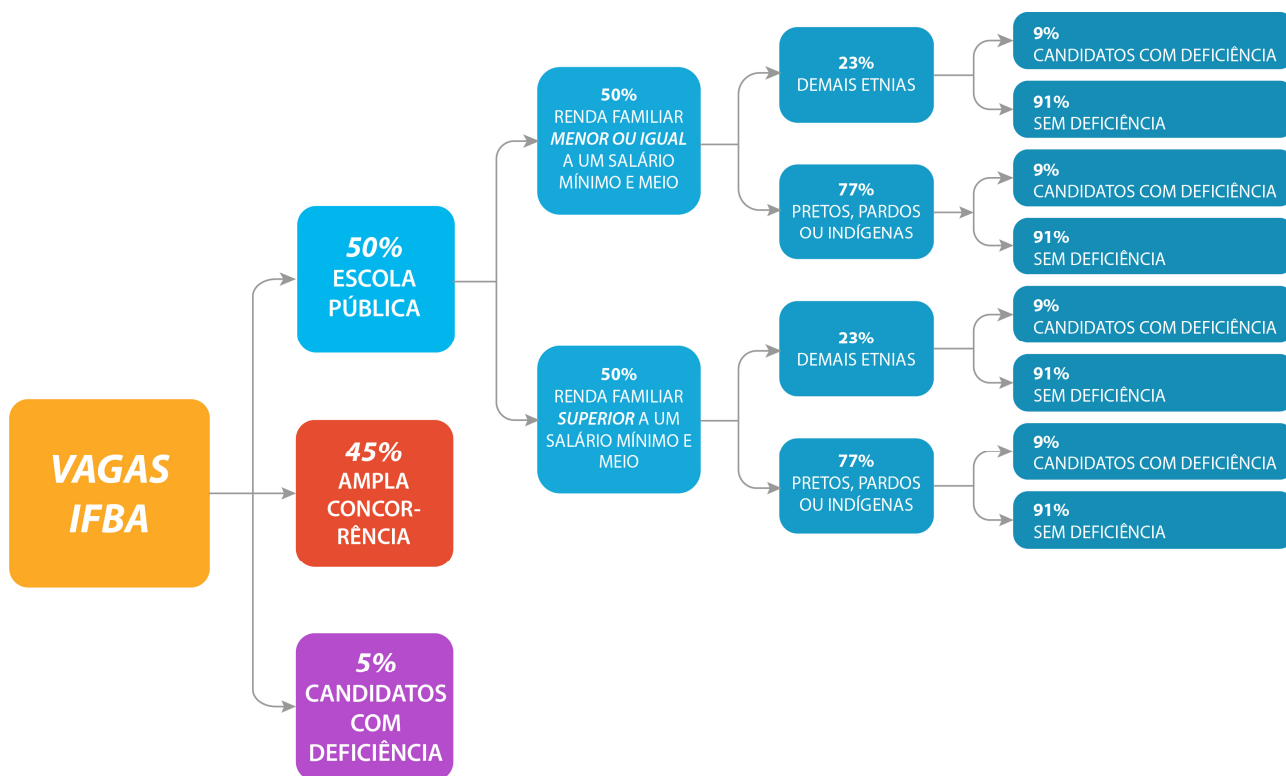 VAGAS
IFBA
50%
ESCOLA
PÚBLICA
45%
AMPLA
CONCOR-
RÊNCIA
5%
CANDIDATOS
COM
DEFICIÊNCIA
50%
RENDA FAMILIAR
MENOR OU IGUAL
A UM SALÁRIO
MÍNIMO E MEIO
50%
RENDA FAMILIAR
SUPERIOR A UM
SALÁRIO MÍNIMO E
MEIO
23%
DEMAIS ETNIAS
77%
PRETOS, PARDOS
OU INDÍGENAS
23%
DEMAIS ETNIAS
77%
PRETOS, PARDOS
OU INDÍGENAS
9%
CANDIDATOS COM DEFICIÊNCIA
91%
SEM DEFICIÊNCIA
9%
CANDIDATOS COM DEFICIÊNCIA
91%
SEM DEFICIÊNCIA
9%
CANDIDATOS COM DEFICIÊNCIA
91%
SEM DEFICIÊNCIA
9%
CANDIDATOS COM DEFICIÊNCIA
91%
SEM DEFICIÊNCIA